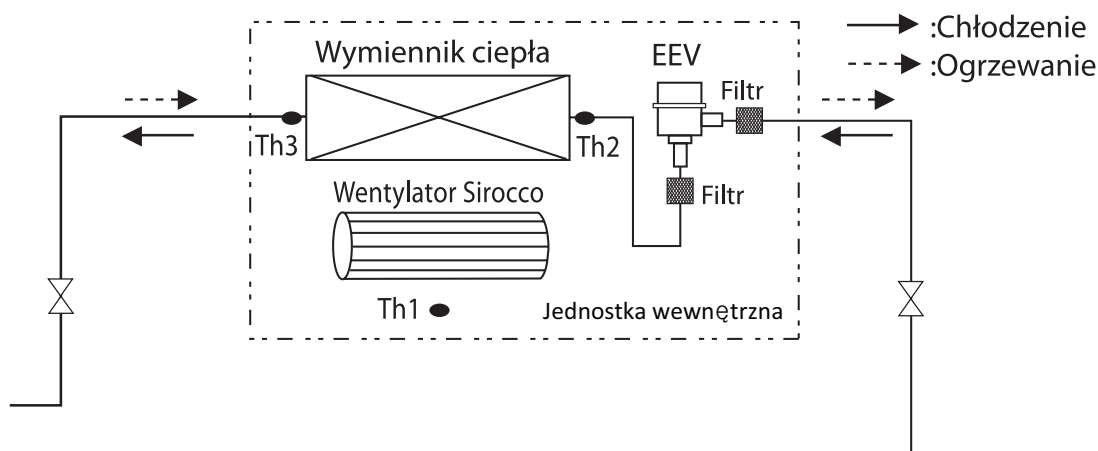 :Chłodzenie
:Ogrzewanie
Wymiennik ciepła
EEV
Filtr
Th3
Th2
Wentylator Sirocco
Filtr
Th1
Jednostka wewnętrzna